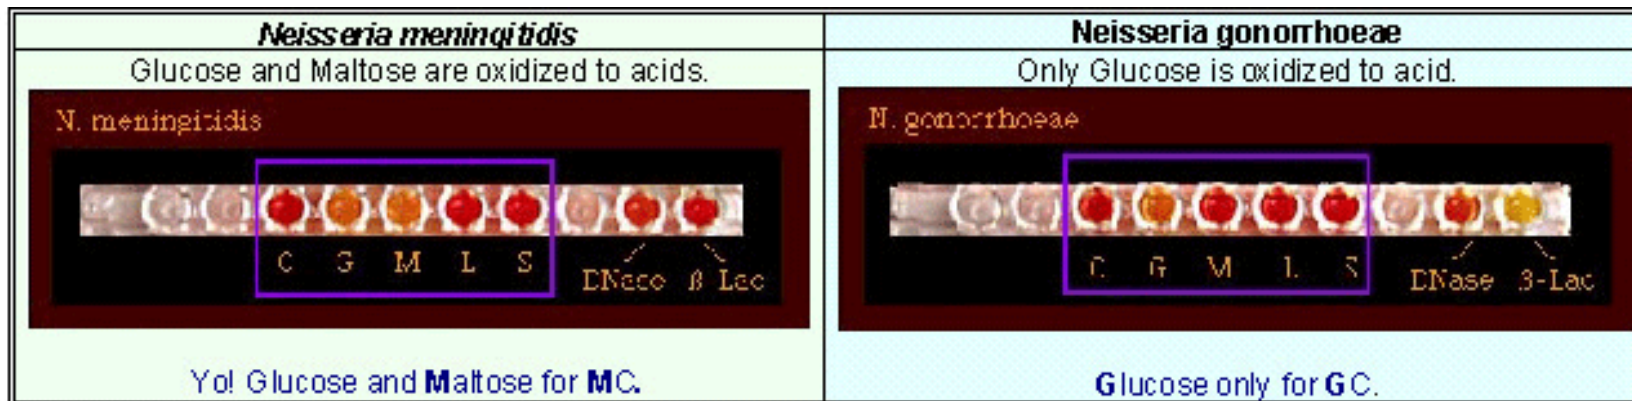 Neisseria meningitidis
Glucose and Maltose are oxidized to acids.
N. meningitidis
C G M L S
DNase ß Lac
Yo! Glucose and Maltose for MC.
Neisseria gonorrhoeae
Only Glucose is oxidized to acid.
N. gonorrhoeae
C G M L S
DNase β-Lac
Glucose only for GC.